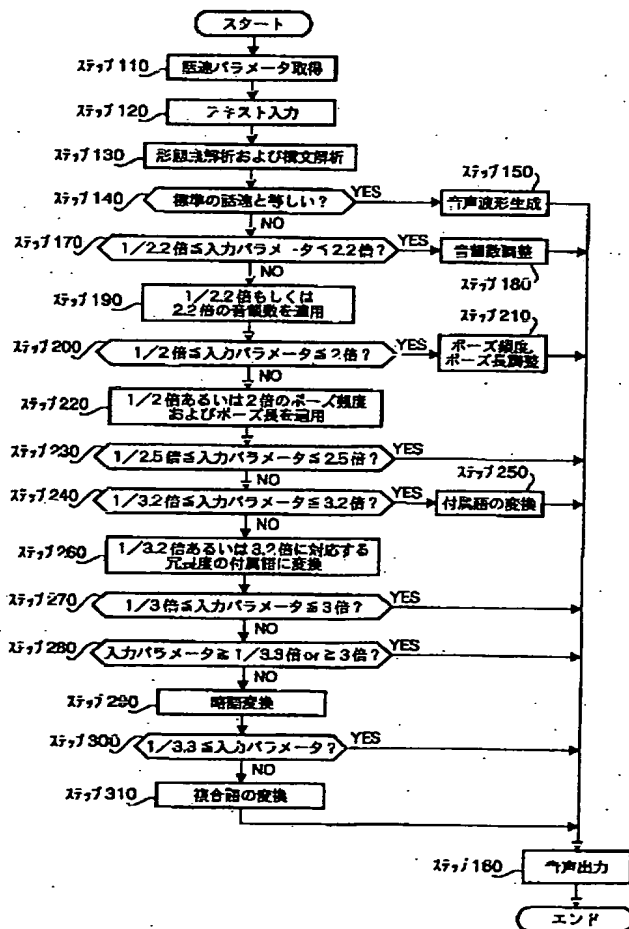 スタート
ステップ110
話速パラメータ取得
ステップ120
テキスト入力
ステップ130
形態素解析および構文解析
ステップ140
標準の話速と等しい?
YES
ステップ150
音声波形生成
NO
ステップ170
1/2.2倍≦入力パラメータ≦2.2倍?
YES
音韻数調整
ステップ180
NO
ステップ190
1/2.2倍もしくは
2.2倍の音韻数を適用
ステップ200
1/2倍≦入力パラメータ≦2倍?
YES
ステップ210
ポーズ頻度,
ポーズ長調整
NO
ステップ220
1/2倍あるいは2倍のポーズ頻度
およびポーズ長を適用
ステップ230
1/2.5倍≦入力パラメータ≦2.5倍?
YES
NO
ステップ240
1/3.2倍≦入力パラメータ≦3.2倍?
YES
ステップ250
付属語の変換
NO
ステップ260
1/3.2倍あるいは3.2倍に対応する
冗長度の付属語に変換
ステップ270
1/3倍≦入力パラメータ≦3倍?
YES
NO
ステップ280
入力パラメータ≧1/3.3倍or≧3倍?
YES
NO
ステップ290
略語変換
ステップ300
1/3.3≦入力パラメータ?
YES
NO
ステップ310
複合語の変換
ステップ160
音声出力
エンド